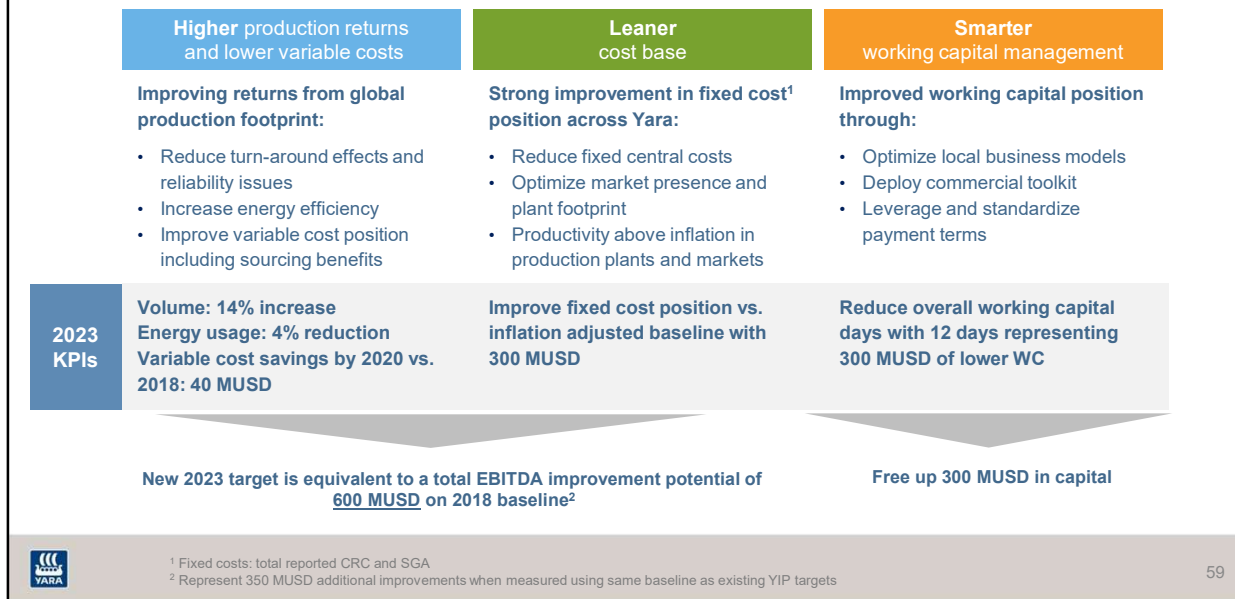 Higher production returns
and lower variable costs
Leaner
cost base
Smarter
working capital management
Improving returns from global
production footprint:
• Reduce turn-around effects and
reliability issues
• Increase energy efficiency
• Improve variable cost position
including sourcing benefits
Strong improvement in fixed cost¹
position across Yara:
• Reduce fixed central costs
• Optimize market presence and
plant footprint
• Productivity above inflation in
production plants and markets
Improved working capital position
through:
• Optimize local business models
• Deploy commercial toolkit
• Leverage and standardize
payment terms
2023
KPIs
Volume: 14% increase
Energy usage: 4% reduction
Variable cost savings by 2020 vs.
2018: 40 MUSD
Improve fixed cost position vs.
inflation adjusted baseline with
300 MUSD
Reduce overall working capital
days with 12 days representing
300 MUSD of lower WC
New 2023 target is equivalent to a total EBITDA improvement potential of
600 MUSD on 2018 baseline²
Free up 300 MUSD in capital
YARA
¹ Fixed costs: total reported CRC and SGA
² Represent 350 MUSD additional improvements when measured using same baseline as existing YIP targets
59